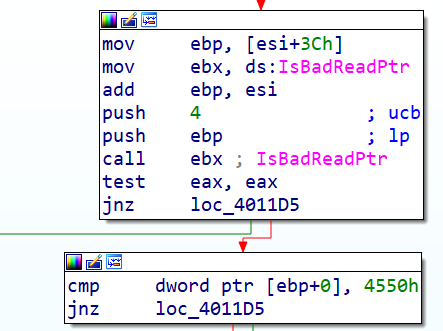 mov ebp, [esi+3Ch]
mov ebx, ds:IsBadReadPtr
add ebp, esi
push 4 ; ucb
push ebp ; lp
call ebx ; IsBadReadPtr
test eax, eax
jnz loc_4011D5
cmp dword ptr [ebp+0], 4550h
jnz loc_4011D5